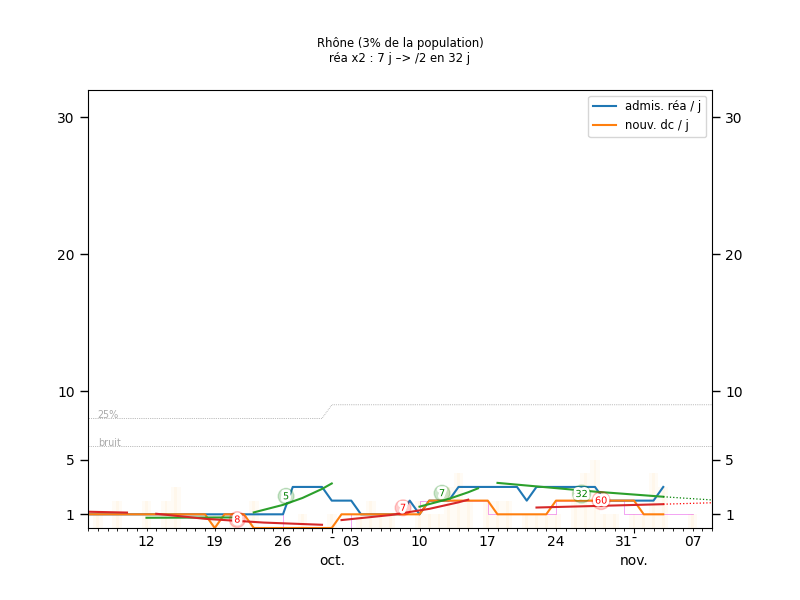 Rhône (3% de la population)
réa x2 : 7 j –> /2 en 32 j
admis. réa / j
nouv. dc / j
30 30
20 20
10 10
25%
bruit
5 5
1 1
5 8 7 7 32 60
12 19 26 - 03 10 17 24 31- 07
oct. nov.